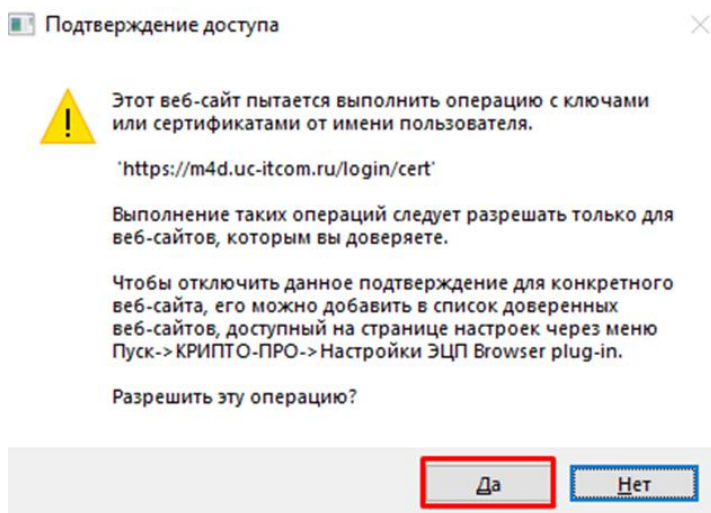 Подтверждение доступа
Этот веб-сайт пытается выполнить операцию с ключами
или сертификатами от имени пользователя.
'https://m4d.uc-itcom.ru/login/cert'
Выполнение таких операций следует разрешать только для
веб-сайтов, которым вы доверяете.
Чтобы отключить данное подтверждение для конкретного
веб-сайта, его можно добавить в список доверенных
веб-сайтов, доступный на странице настроек через меню
Пуск->КРИПТО-ПРО->Настройки ЭЦП Browser plug-in.
Разрешить эту операцию?
Да
Нет